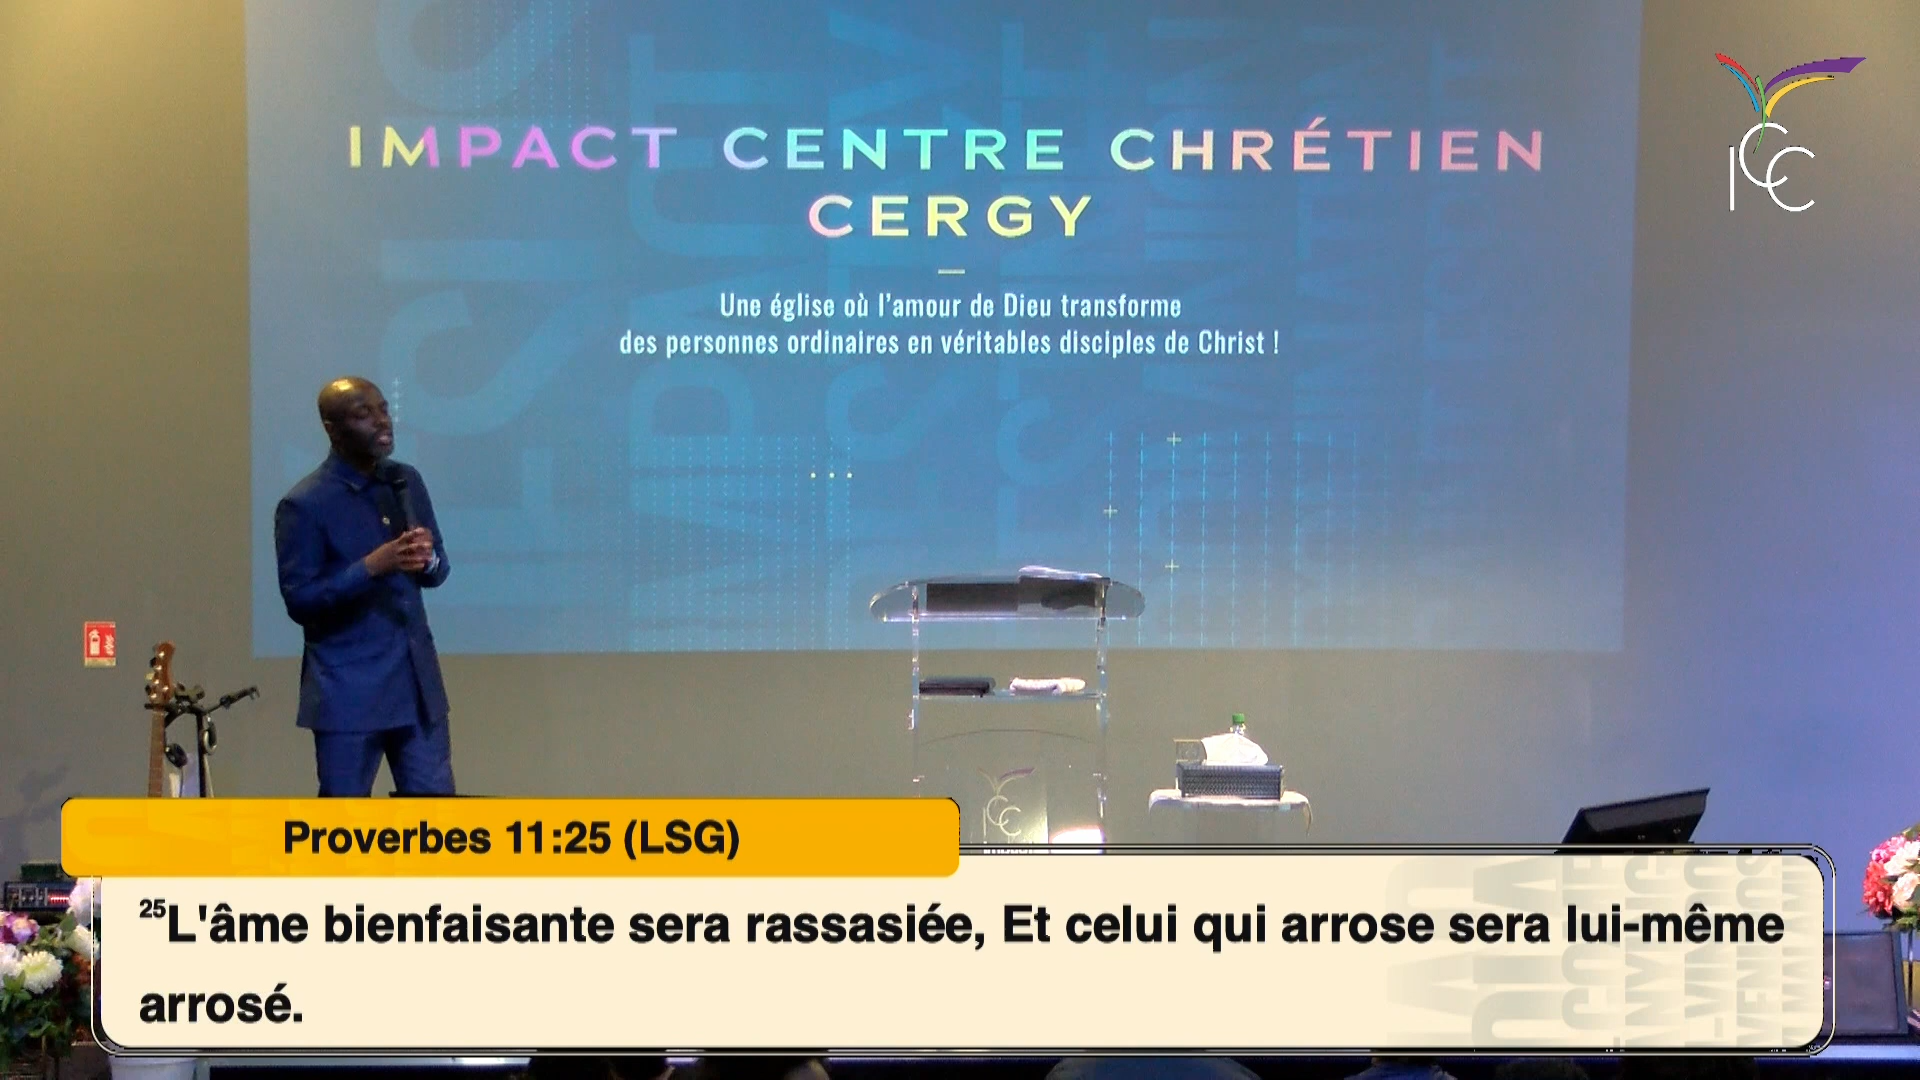 IMPACT CENTRE CHRÉTIEN
CERGY
Une église où l'amour de Dieu transforme
des personnes ordinaires en véritables disciples de Christ !
ICC
ICC
Proverbes 11:25 (LSG)
25L'âme bienfaisante sera rassasiée, Et celui qui arrose sera lui-même
arrosé.